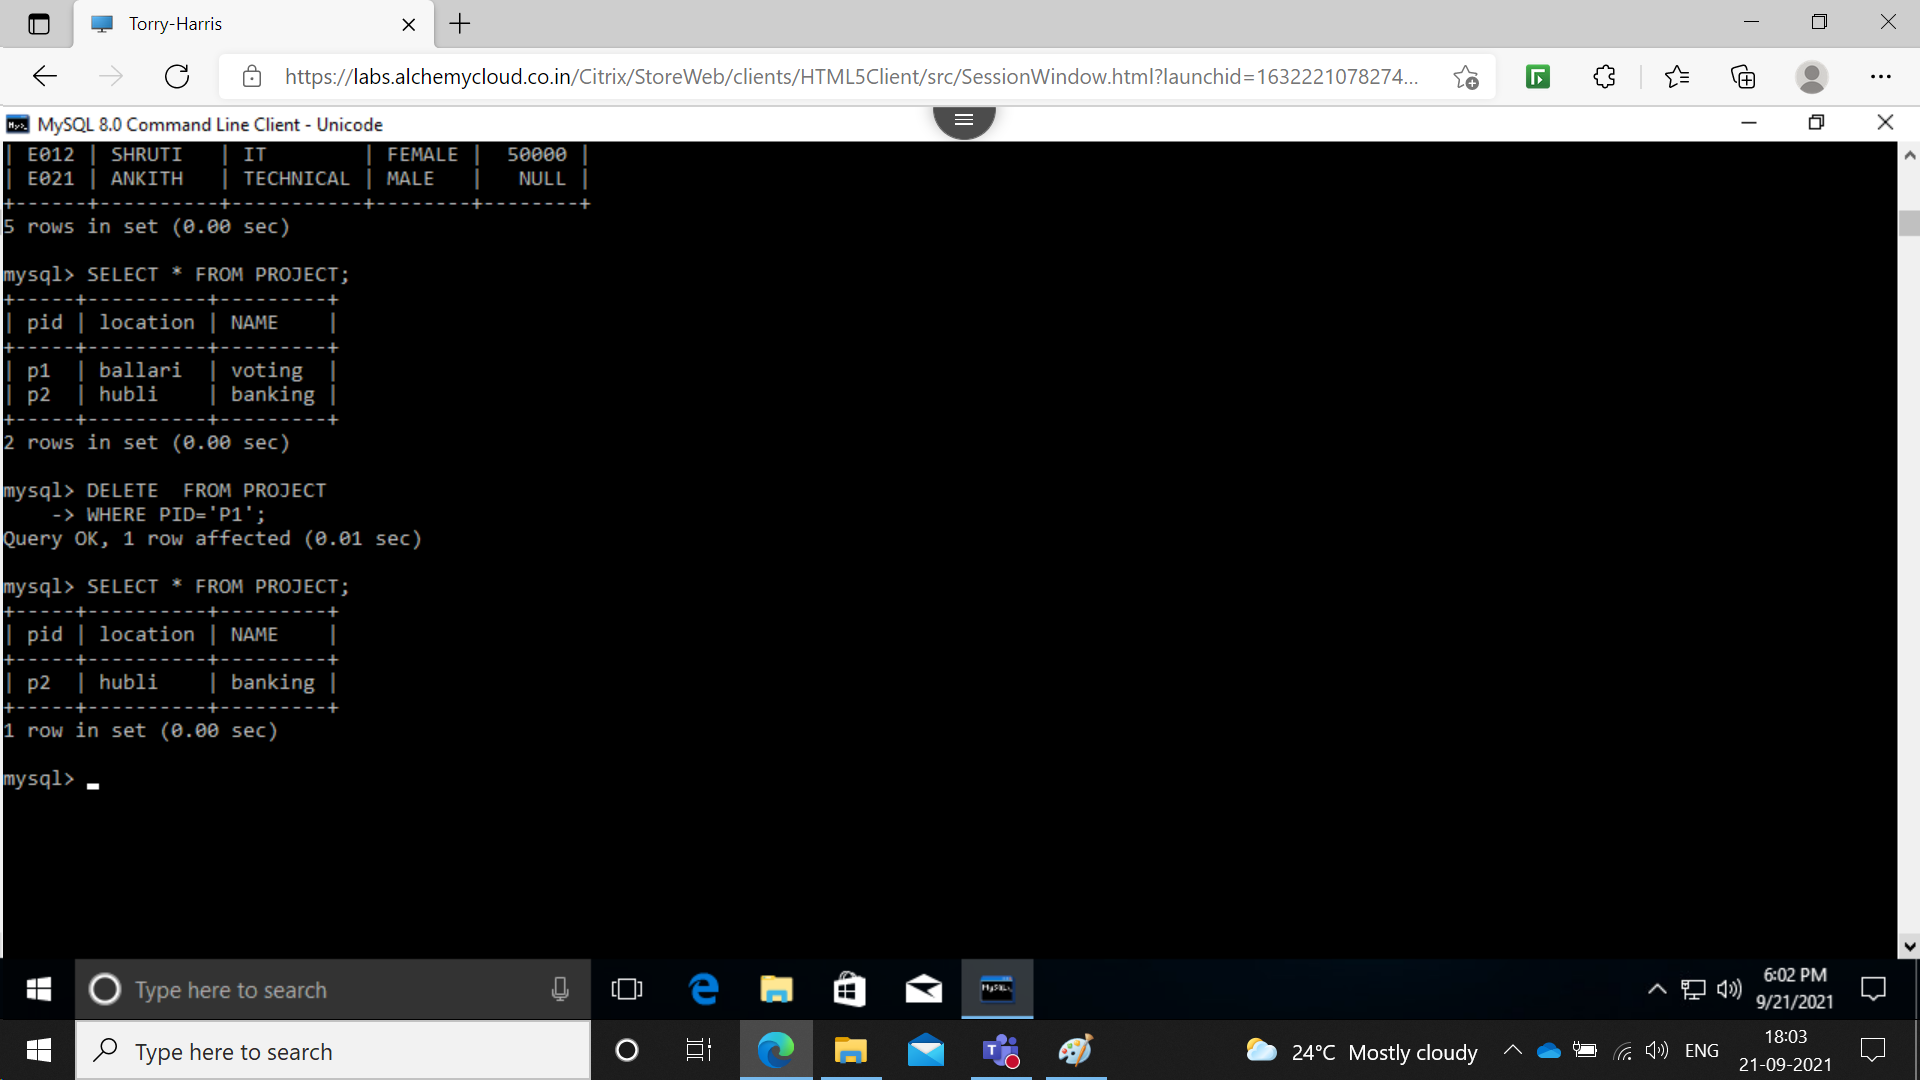 Torry-Harris
https://labs.alchemycloud.co.in/Citrix/StoreWeb/clients/HTML5Client/src/SessionWindow.html?launchid=1632221078274...
MySQL 8.0 Command Line Client - Unicode
| E012 | SHRUTI   | IT        | FEMALE |  50000 |
| E021 | ANKITH   | TECHNICAL | MALE   |   NULL |
+------+----------+-----------+--------+--------+
5 rows in set (0.00 sec)
mysql> SELECT * FROM PROJECT;
+-----+----------+---------+
| pid | location | NAME    |
+-----+----------+---------+
| p1  | ballari  | voting  |
| p2  | hubli    | banking |
+-----+----------+---------+
2 rows in set (0.00 sec)
mysql> DELETE  FROM PROJECT
    -> WHERE PID='P1';
Query OK, 1 row affected (0.01 sec)
mysql> SELECT * FROM PROJECT;
+-----+----------+---------+
| pid | location | NAME    |
+-----+----------+---------+
| p2  | hubli    | banking |
+-----+----------+---------+
1 row in set (0.00 sec)
mysql> _
Type here to search
6:02 PM
9/21/2021
Type here to search
24°C Mostly cloudy
ENG
18:03
21-09-2021